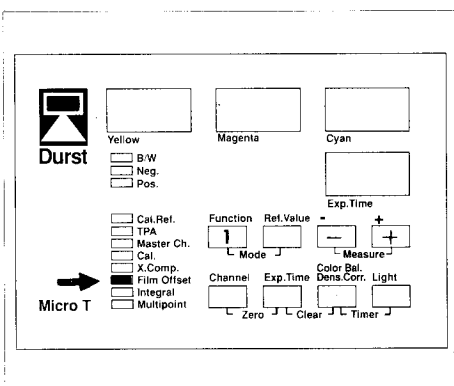 Yellow Magenta Cyan
Durst
B/W
Neg.
Pos.
Exp.Time
Cal.Ref.
TPA
Master Ch.
Cal.
X.Comp.
Film Offset
Integral
Multipoint
Micro T
Function Ref.Value - +
1 − +
Mode Measure
Channel Exp.Time Color Bal. Dens.Corr. Light
Zero Clear Timer